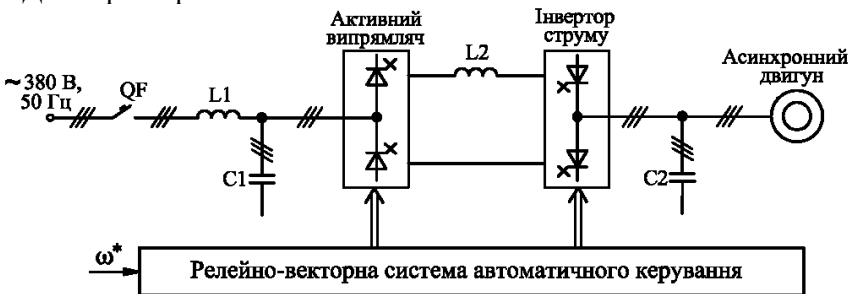 Активний
випрямляч
Інвертор
струму
L2
Асинхронний
двигун
~380 В,
50 Гц
QF
L1
C1
C2
ω*
Релейно-векторна система автоматичного керування